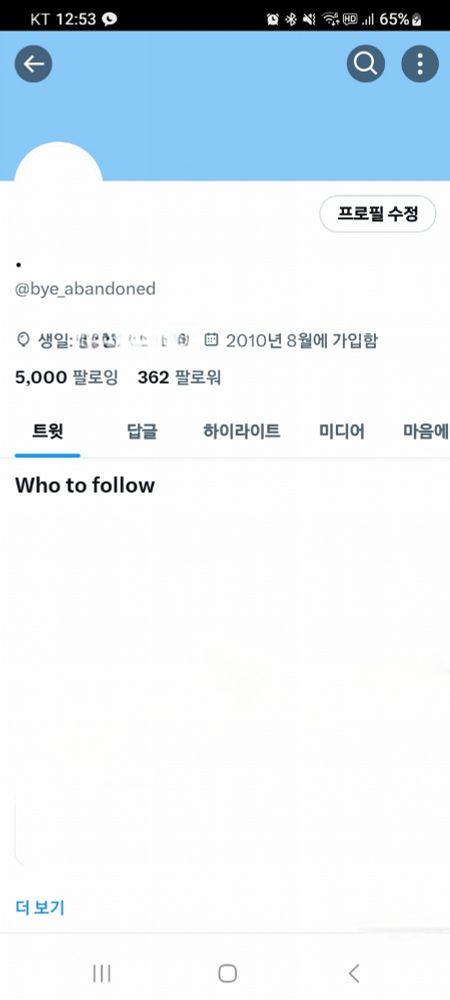 KT 12:53 HD 65%
프로필 수정
.
@bye_abandoned
생일: 2010년 8월에 가입함
5,000 팔로잉 362 팔로워
트윗 답글 하이라이트 미디어 마음에
Who to follow
더 보기